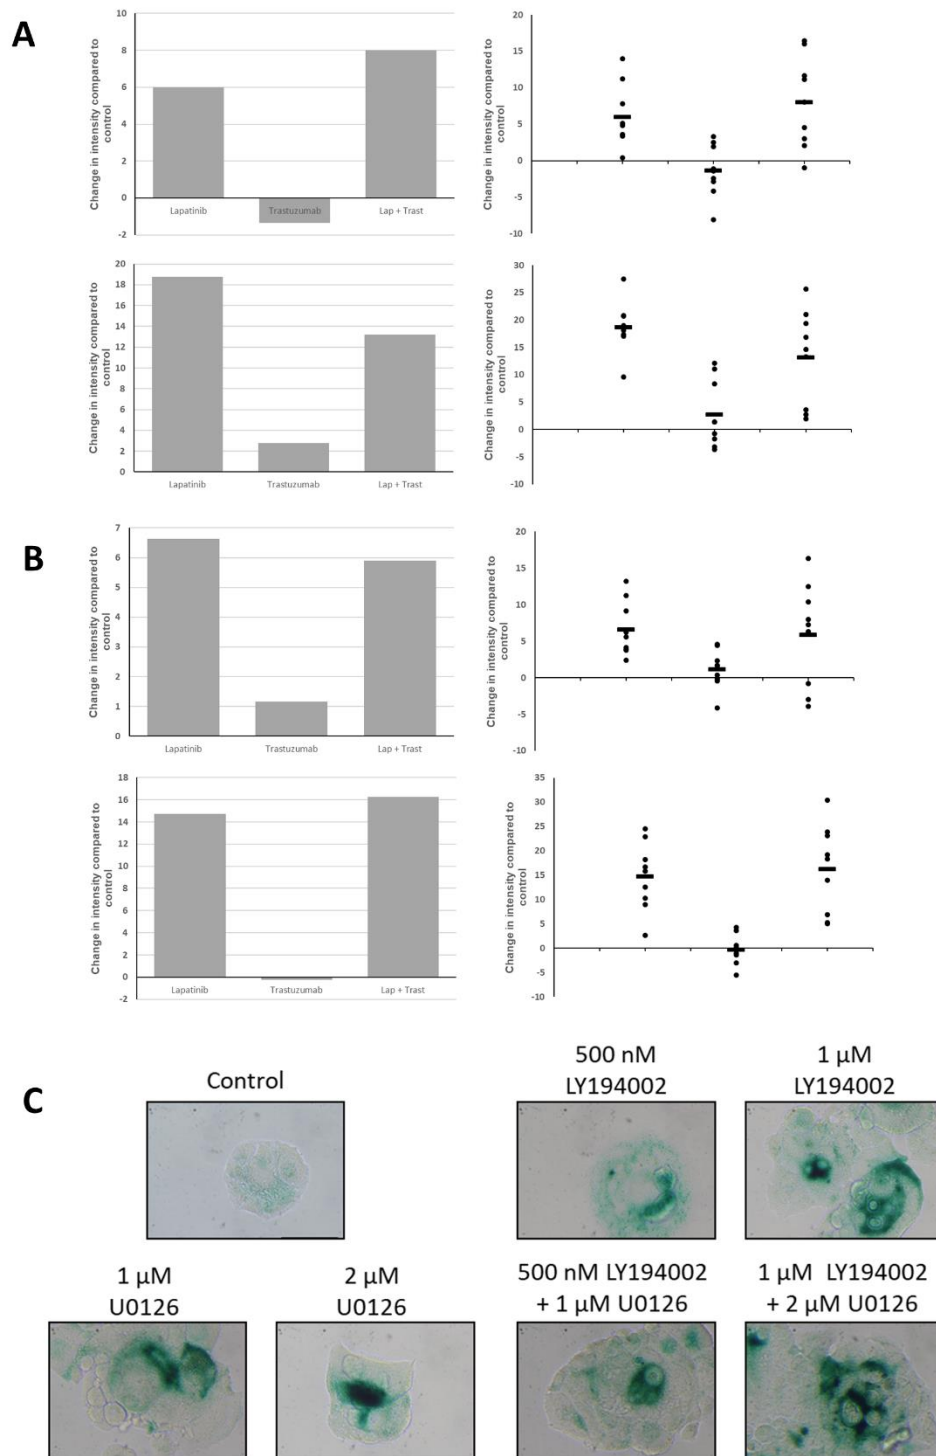 A
Change in intensity compared to
control
10
8
6
4
2
0
-2
Lapatinib
Trastuzumab
Lap + Trast
Change in intensity compared to
control
20
15
10
5
0
-5
-10
Change in intensity compared to
control
20
18
16
14
12
10
8
6
4
2
0
Lapatinib
Trastuzumab
Lap + Trast
Change in intensity compared to
control
30
25
20
15
10
5
0
-5
-10
B
Change in intensity compared to
control
7
6
5
4
3
2
1
0
Lapatinib
Trastuzumab
Lap + Trast
Change in intensity compared to
control
20
15
10
5
0
-5
-10
Change in intensity compared to
control
18
16
14
12
10
8
6
4
2
0
-2
Lapatinib
Trastuzumab
Lap + Trast
Change in intensity compared to
control
35
30
25
20
15
10
5
0
-5
-10
C
Control
500 nM
LY194002
1 µM
LY194002
1 µM
U0126
2 µM
U0126
500 nM LY194002
+ 1 µM U0126
1 µM LY194002
+ 2 µM U0126